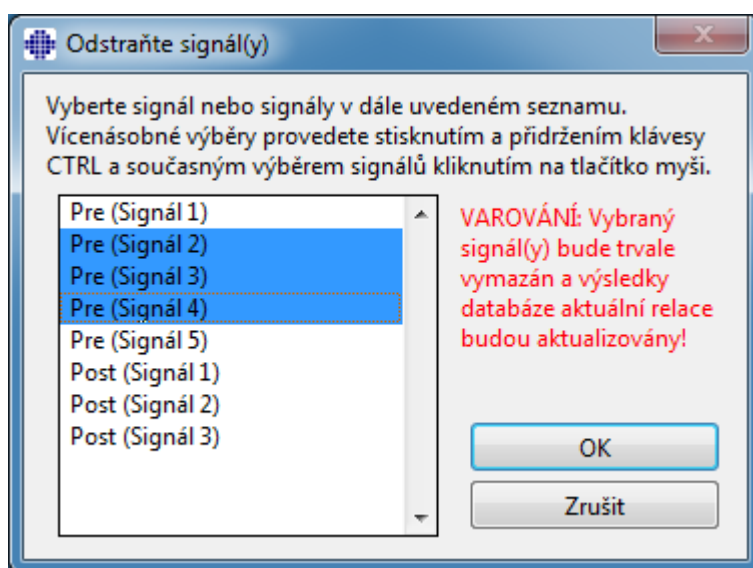 Odstraňte signál(y)
Vyberte signál nebo signály v dále uvedeném seznamu.
Vícenásobné výběry provedete stisknutím a přidržením klávesy
CTRL a současným výběrem signálů kliknutím na tlačítko myši.
Pre (Signál 1)
Pre (Signál 2)
Pre (Signál 3)
Pre (Signál 4)
Pre (Signál 5)
Post (Signál 1)
Post (Signál 2)
Post (Signál 3)
VAROVÁNÍ: Vybraný
signál(y) bude trvale
vymazán a výsledky
databáze aktuální relace
budou aktualizovány!
OK
Zrušit